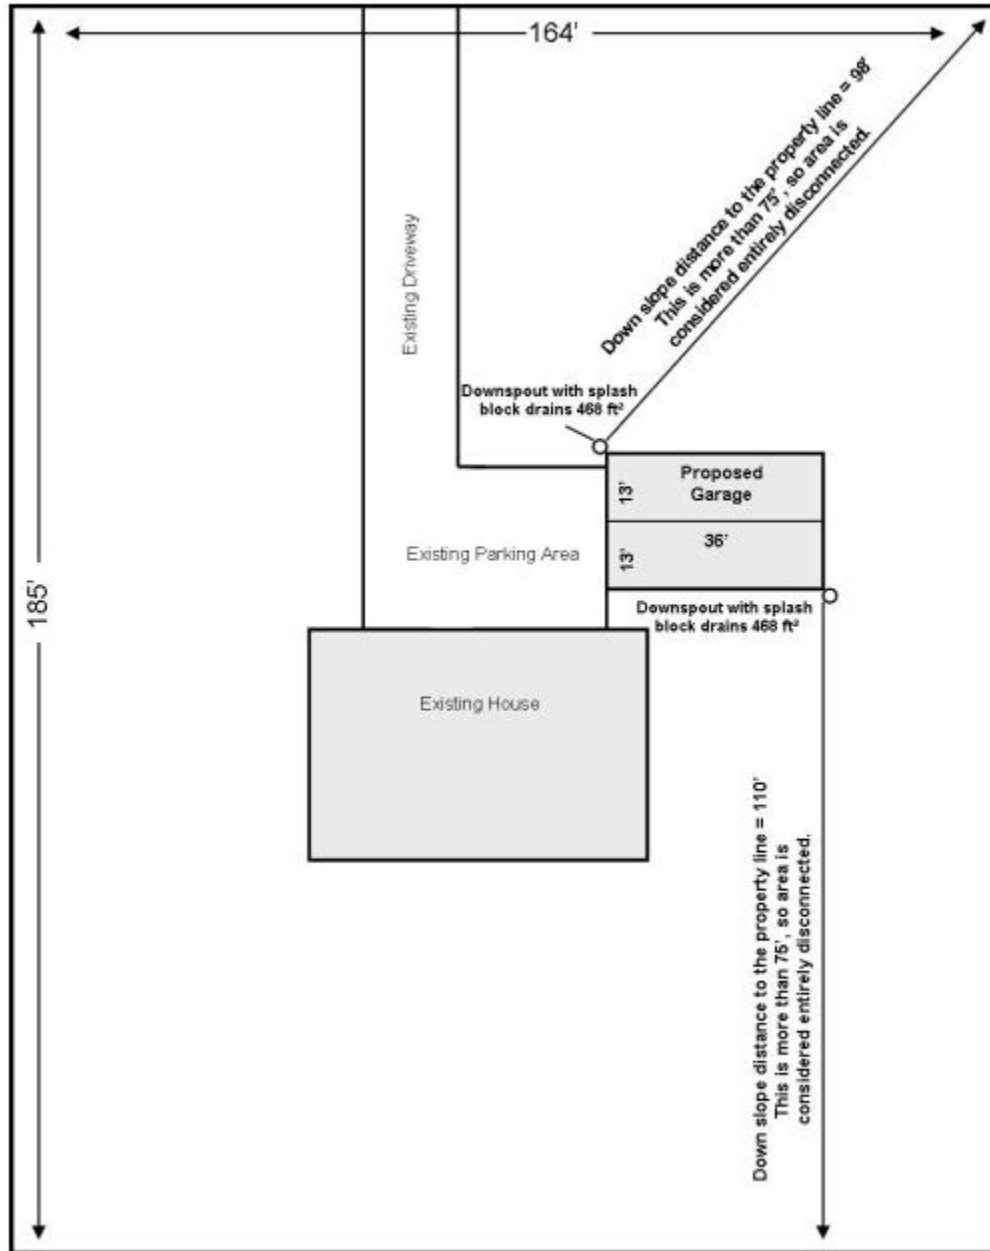 164'
185'
Down slope distance to the property line = 98'
This is more than 75', so area is
considered entirely disconnected.
Existing Driveway
Downspout with splash
block drains 468 ft²
Proposed
Garage
13'
36'
13'
Existing Parking Area
Downspout with splash
block drains 468 ft²
Existing House
Down slope distance to the property line = 110'
This is more than 75', so area is
considered entirely disconnected.